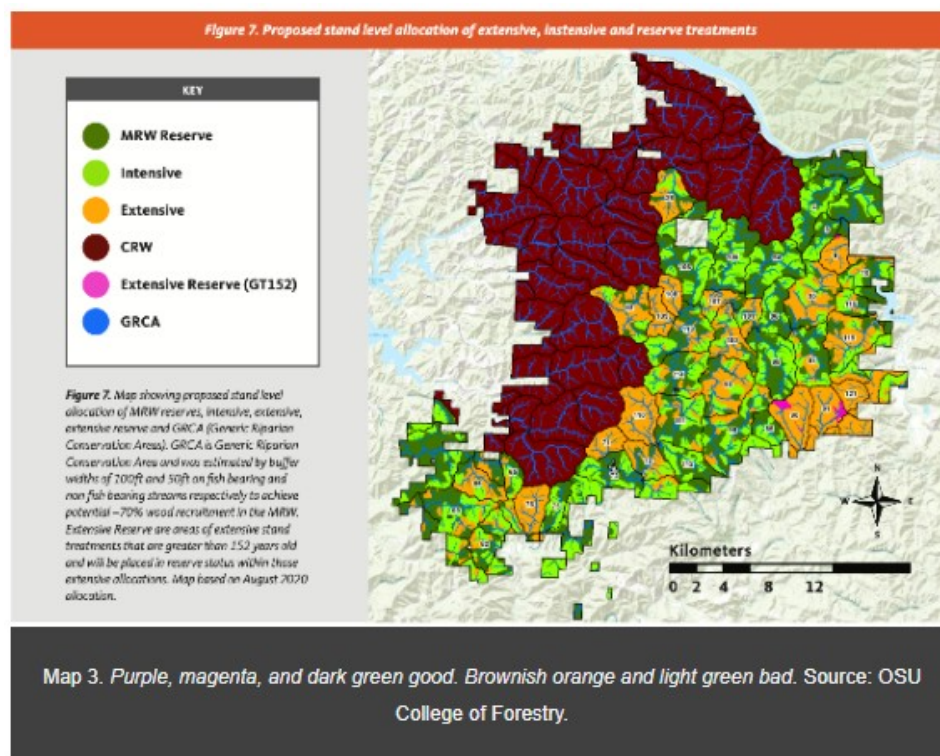 Figure 7. Proposed stand level allocation of extensive, instensive and reserve treatments
KEY
MRW Reserve
Intensive
Extensive
CRW
Extensive Reserve (GT152)
GRCA
Figure 7. Map showing proposed stand level
allocation of MRW reserves, intensive, extensive,
extensive reserve and GRCA (Generic Riparian
Conservation Areas). GRCA is Generic Riparian
Conservation Area and was estimated by buffer
widths of 100ft and 50ft on fish bearing and
non fish bearing streams respectively to achieve
potential ~70% wood recruitment in the MRW.
Extensive Reserve are areas of extensive stand
treatments that are greater than 152 years old
and will be placed in reserve status within those
extensive allocations. Map based on August 2020
allocation.
N
W E
S
Kilometers
0 2 4 8 12
Map 3. Purple, magenta, and dark green good. Brownish orange and light green bad. Source: OSU
College of Forestry.